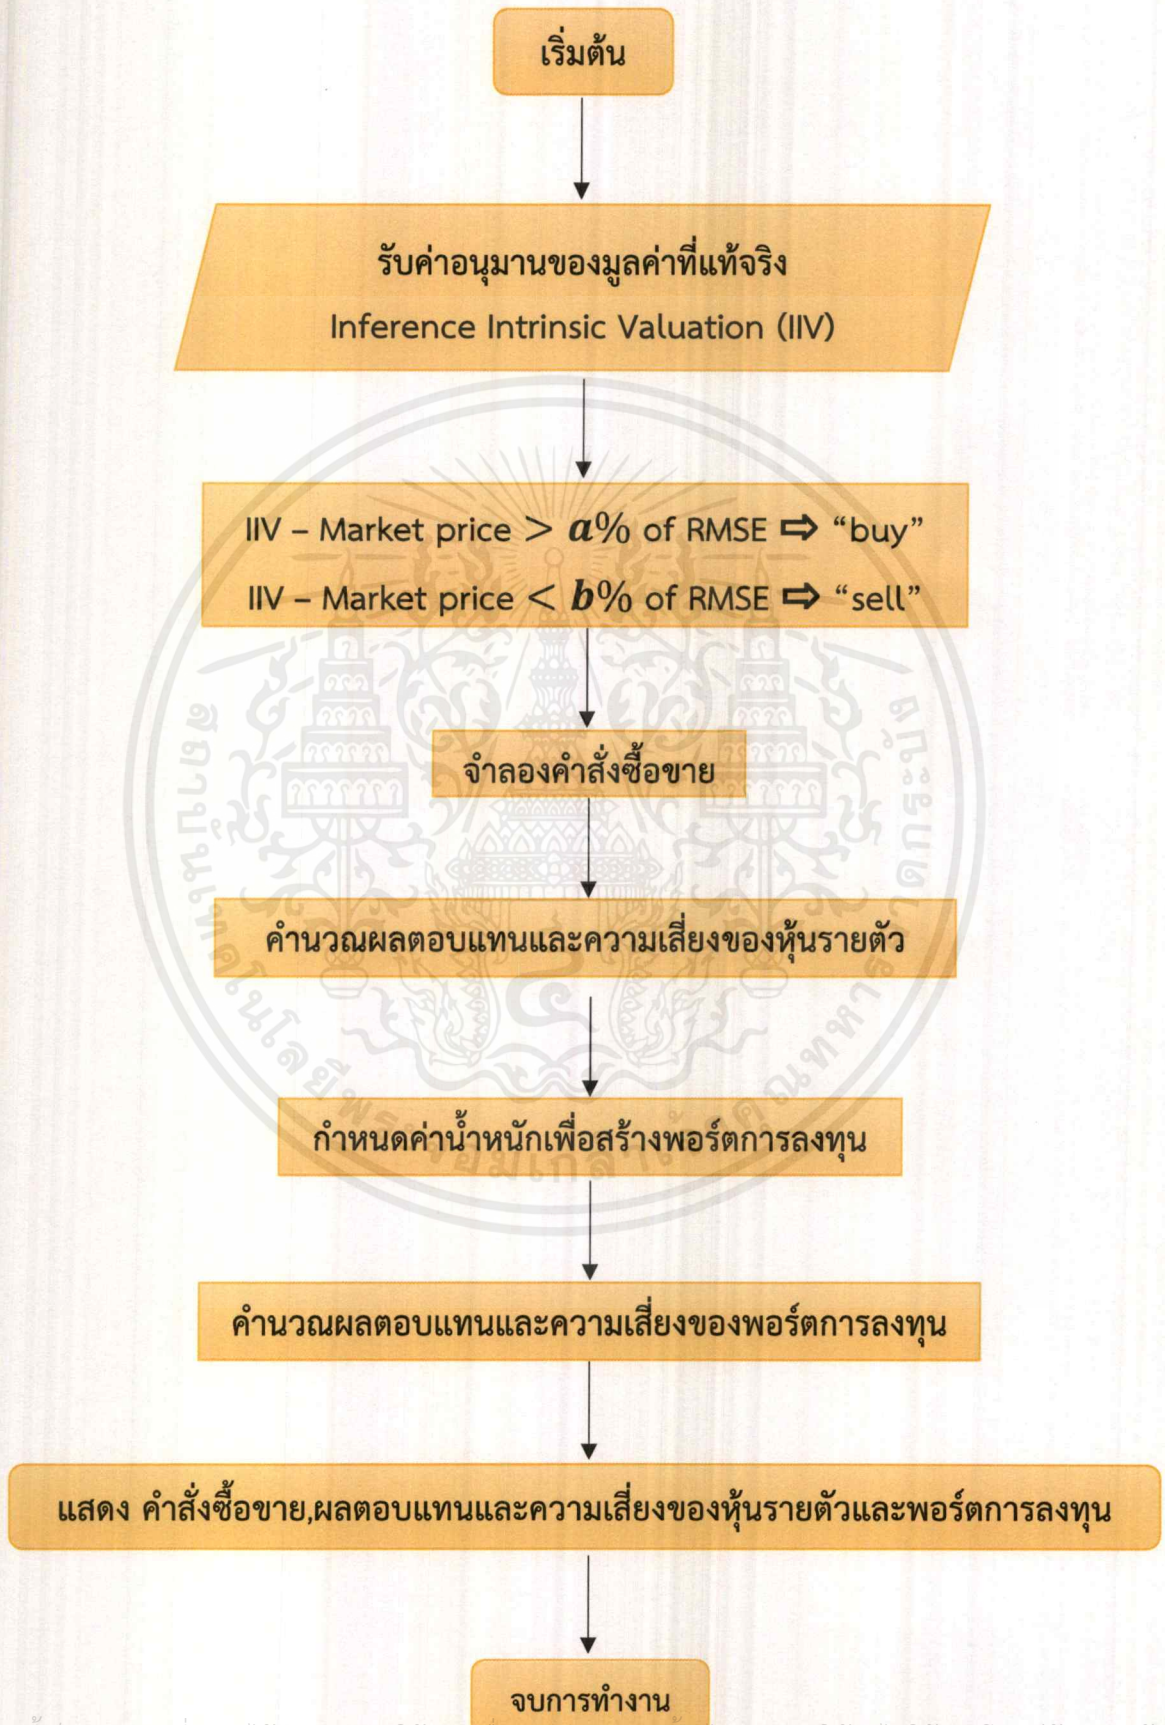 เริ่มต้น
รับค่าอนุมานของมูลค่าที่แท้จริง
Inference Intrinsic Valuation (IIV)
IIV – Market price > a% of RMSE ⇨ “buy”
IIV – Market price < b% of RMSE ⇨ “sell”
จำลองคำสั่งซื้อขาย
คำนวณผลตอบแทนและความเสี่ยงของหุ้นรายตัว
กำหนดค่าน้ำหนักเพื่อสร้างพอร์ตการลงทุน
คำนวณผลตอบแทนและความเสี่ยงของพอร์ตการลงทุน
แสดง คำสั่งซื้อขาย,ผลตอบแทนและความเสี่ยงของหุ้นรายตัวและพอร์ตการลงทุน
จบการทำงาน